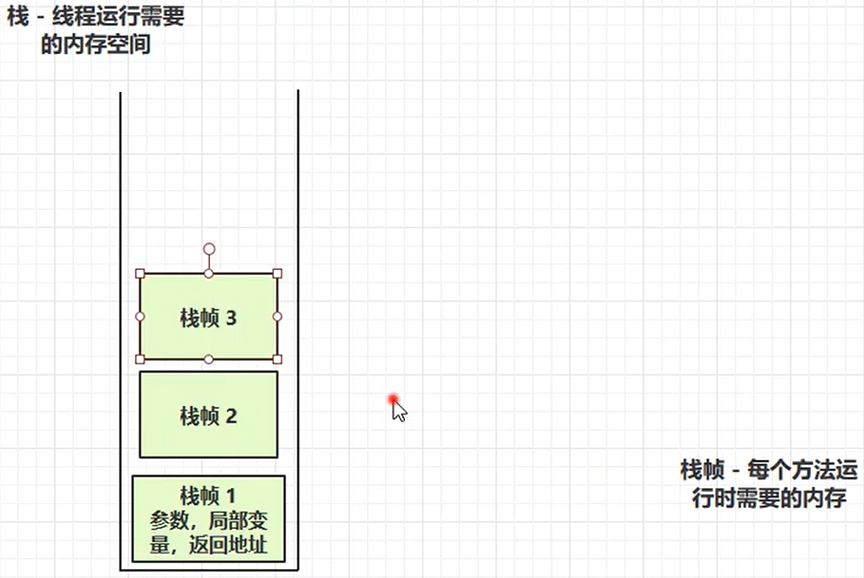 栈 - 线程运行需要
的内存空间
栈帧 3
栈帧 2
栈帧 - 每个方法运
行时需要的内存
栈帧 1
参数，局部变
量，返回地址